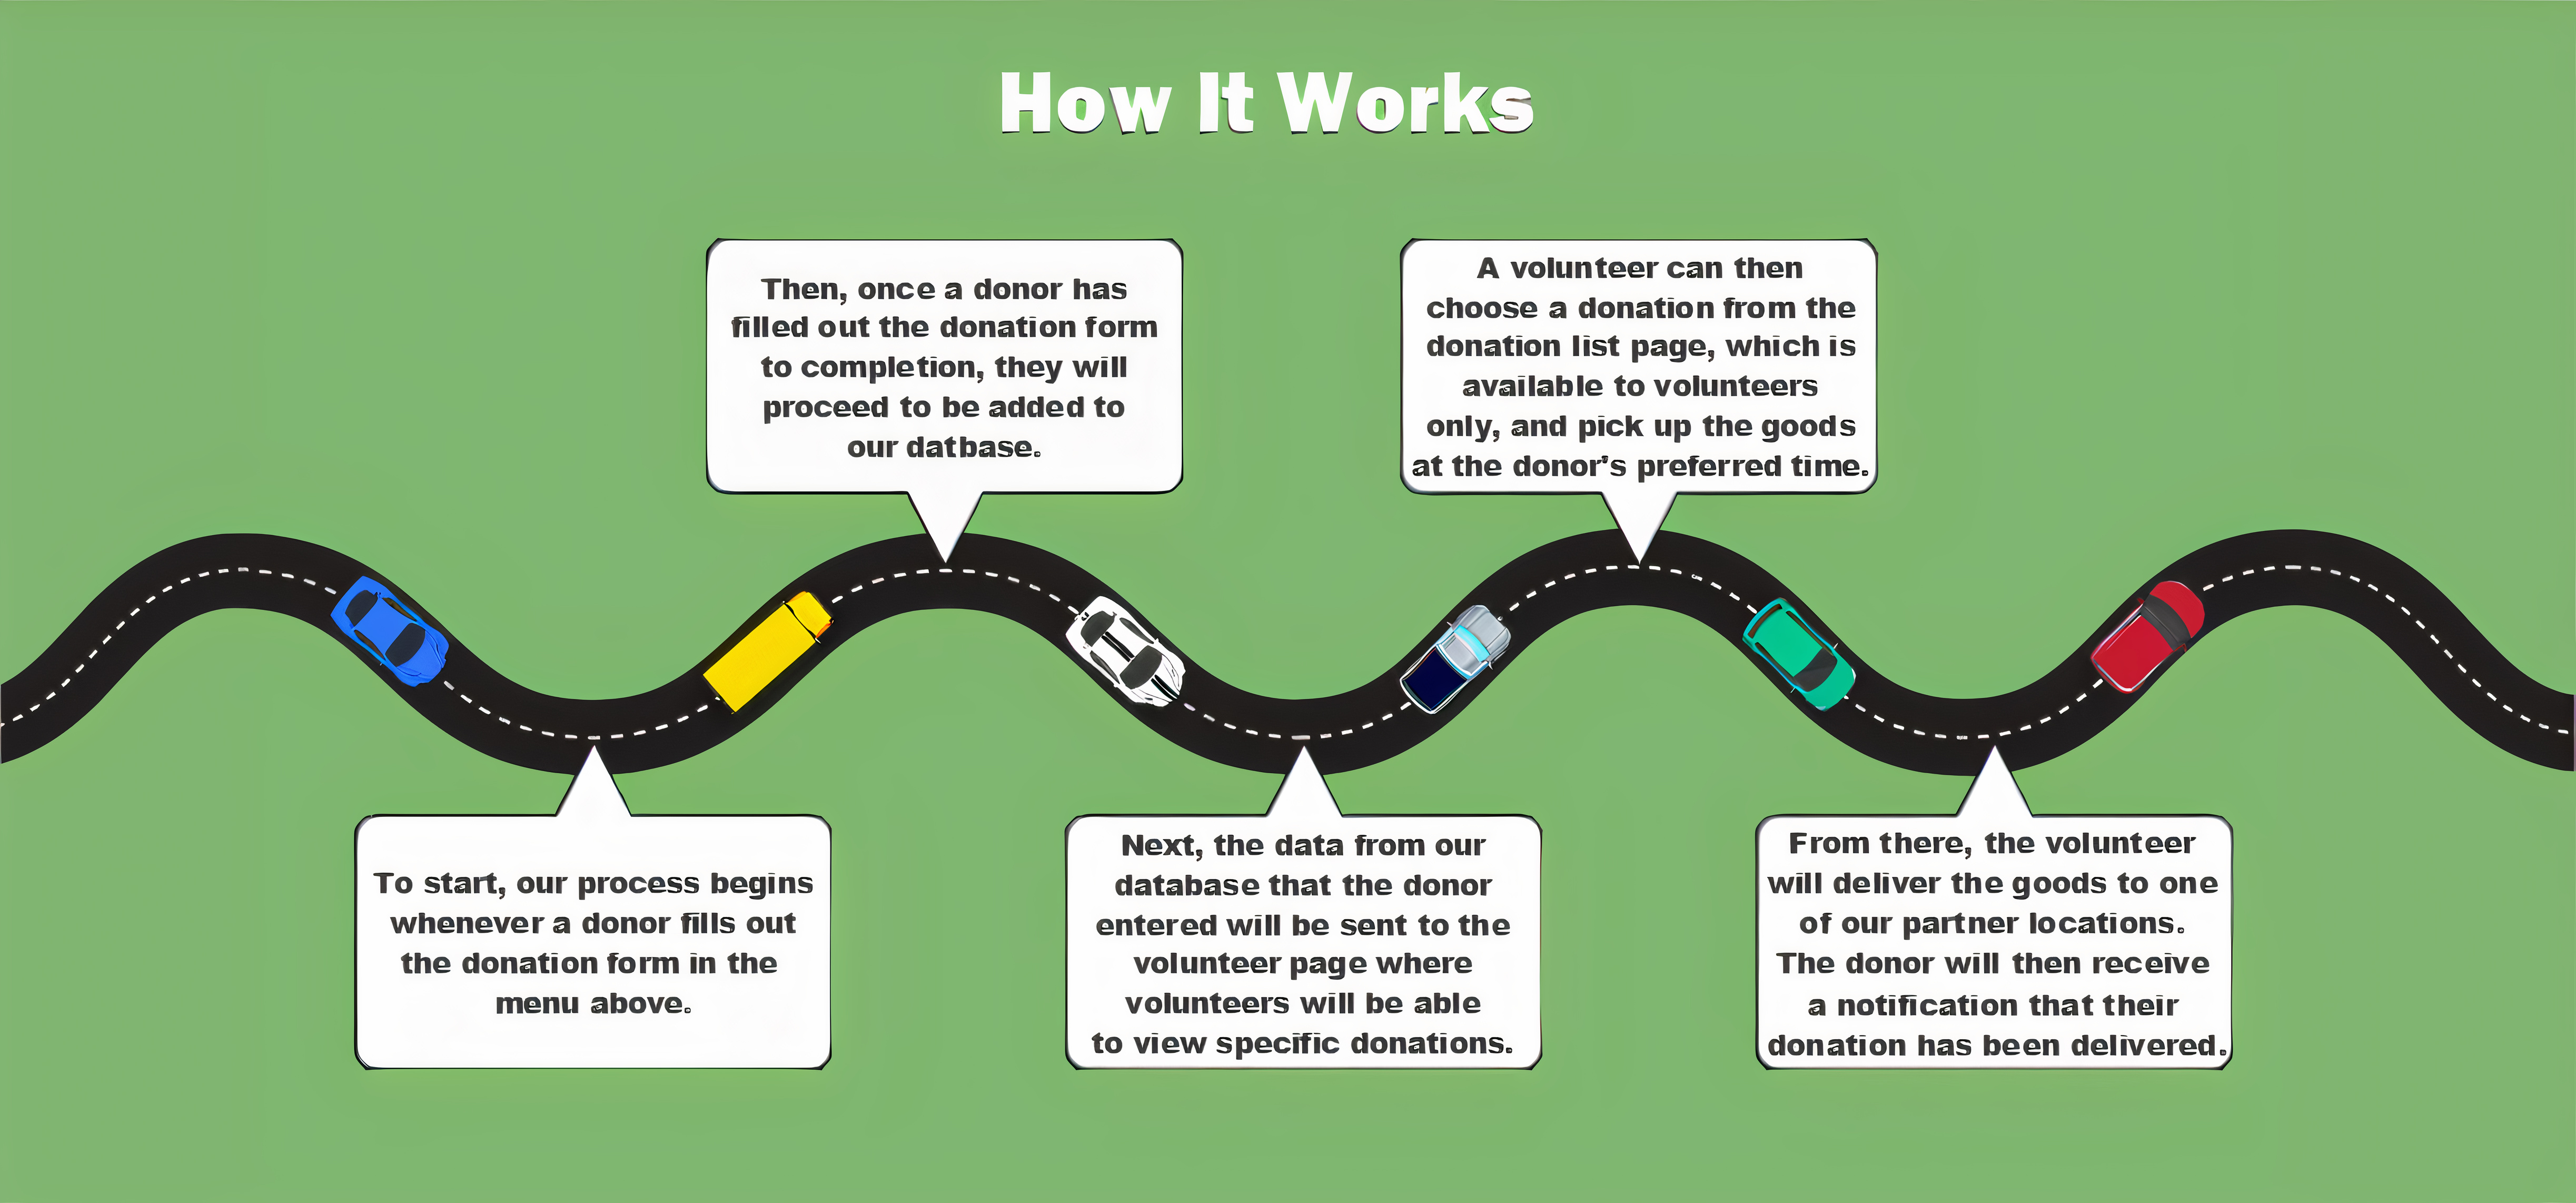 How It Works
To start, our process begins
whenever a donor fills out
the donation form in the
menu above.
Then, once a donor has
filled out the donation form
to completion, they will
proceed to be added to
our datbase.
Next, the data from our
database that the donor
entered will be sent to the
volunteer page where
volunteers will be able
to view specific donations.
A volunteer can then
choose a donation from the
donation list page, which is
available to volunteers
only, and pick up the goods
at the donor's preferred time.
From there, the volunteer
will deliver the goods to one
of our partner locations.
The donor will then receive
a notification that their
donation has been delivered.